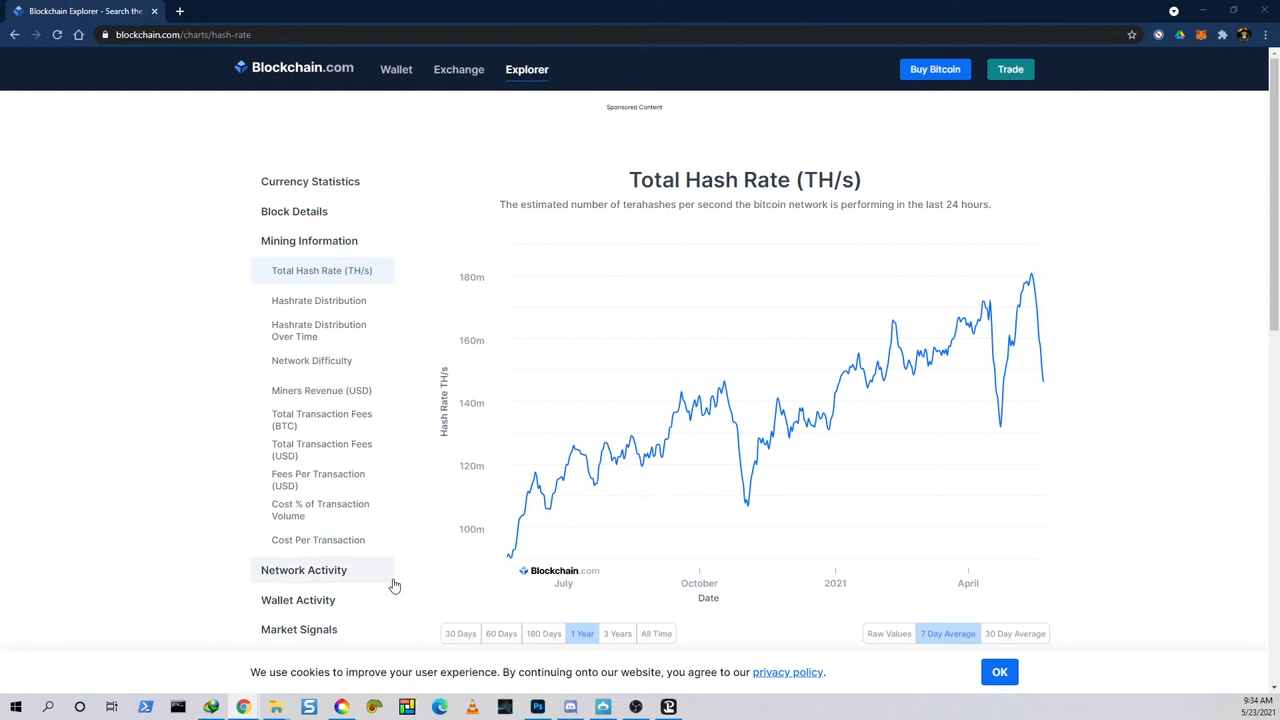 Blockchain Explorer - Search the
blockchain.com/charts/hash-rate
Blockchain.com
Wallet
Exchange
Explorer
Buy Bitcoin
Trade
Sponsored Content
Currency Statistics
Block Details
Mining Information
Total Hash Rate (TH/s)
Hashrate Distribution
Hashrate Distribution
Over Time
Network Difficulty
Miners Revenue (USD)
Total Transaction Fees
(BTC)
Total Transaction Fees
(USD)
Fees Per Transaction
(USD)
Cost % of Transaction
Volume
Cost Per Transaction
Network Activity
Wallet Activity
Market Signals
Total Hash Rate (TH/s)
The estimated number of terahashes per second the bitcoin network is performing in the last 24 hours.
Hash Rate TH/s
180m
160m
140m
120m
100m
Blockchain.com
July
October
2021
April
Date
30 Days
60 Days
180 Days
1 Year
3 Years
All Time
Raw Values
7 Day Average
30 Day Average
We use cookies to improve your user experience. By continuing onto our website, you agree to our privacy policy.
OK
9:34 AM
5/23/2021